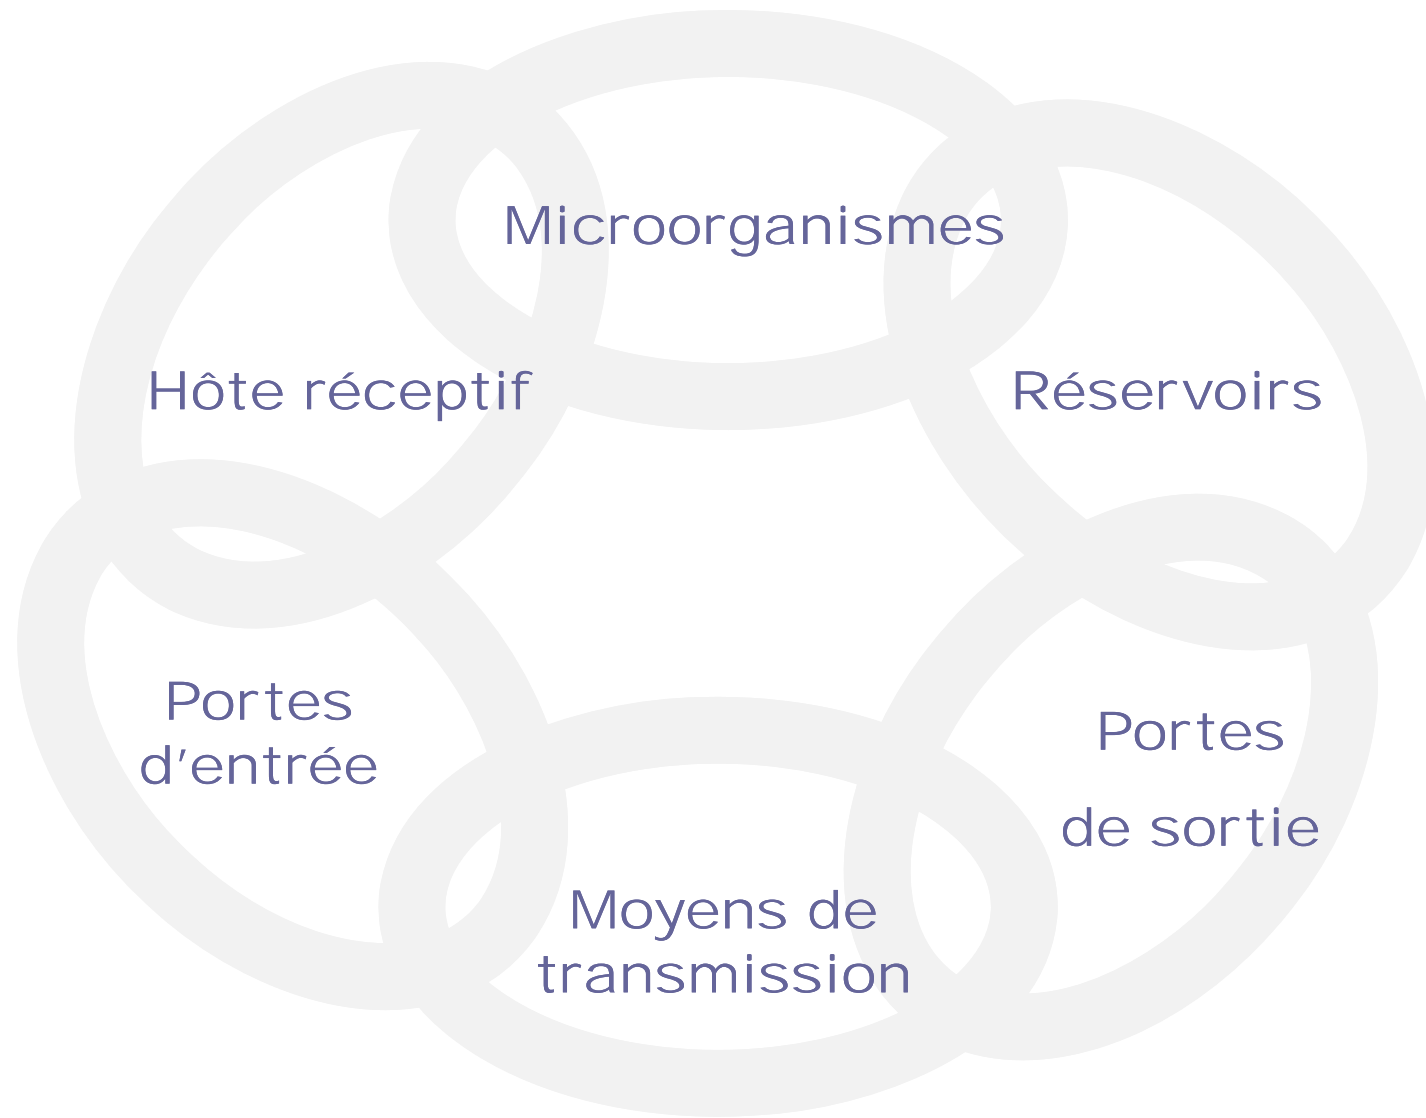 Microorganismes
Hôte réceptif
Réservoirs
Portes
d'entrée
Portes
de sortie
Moyens de
transmission